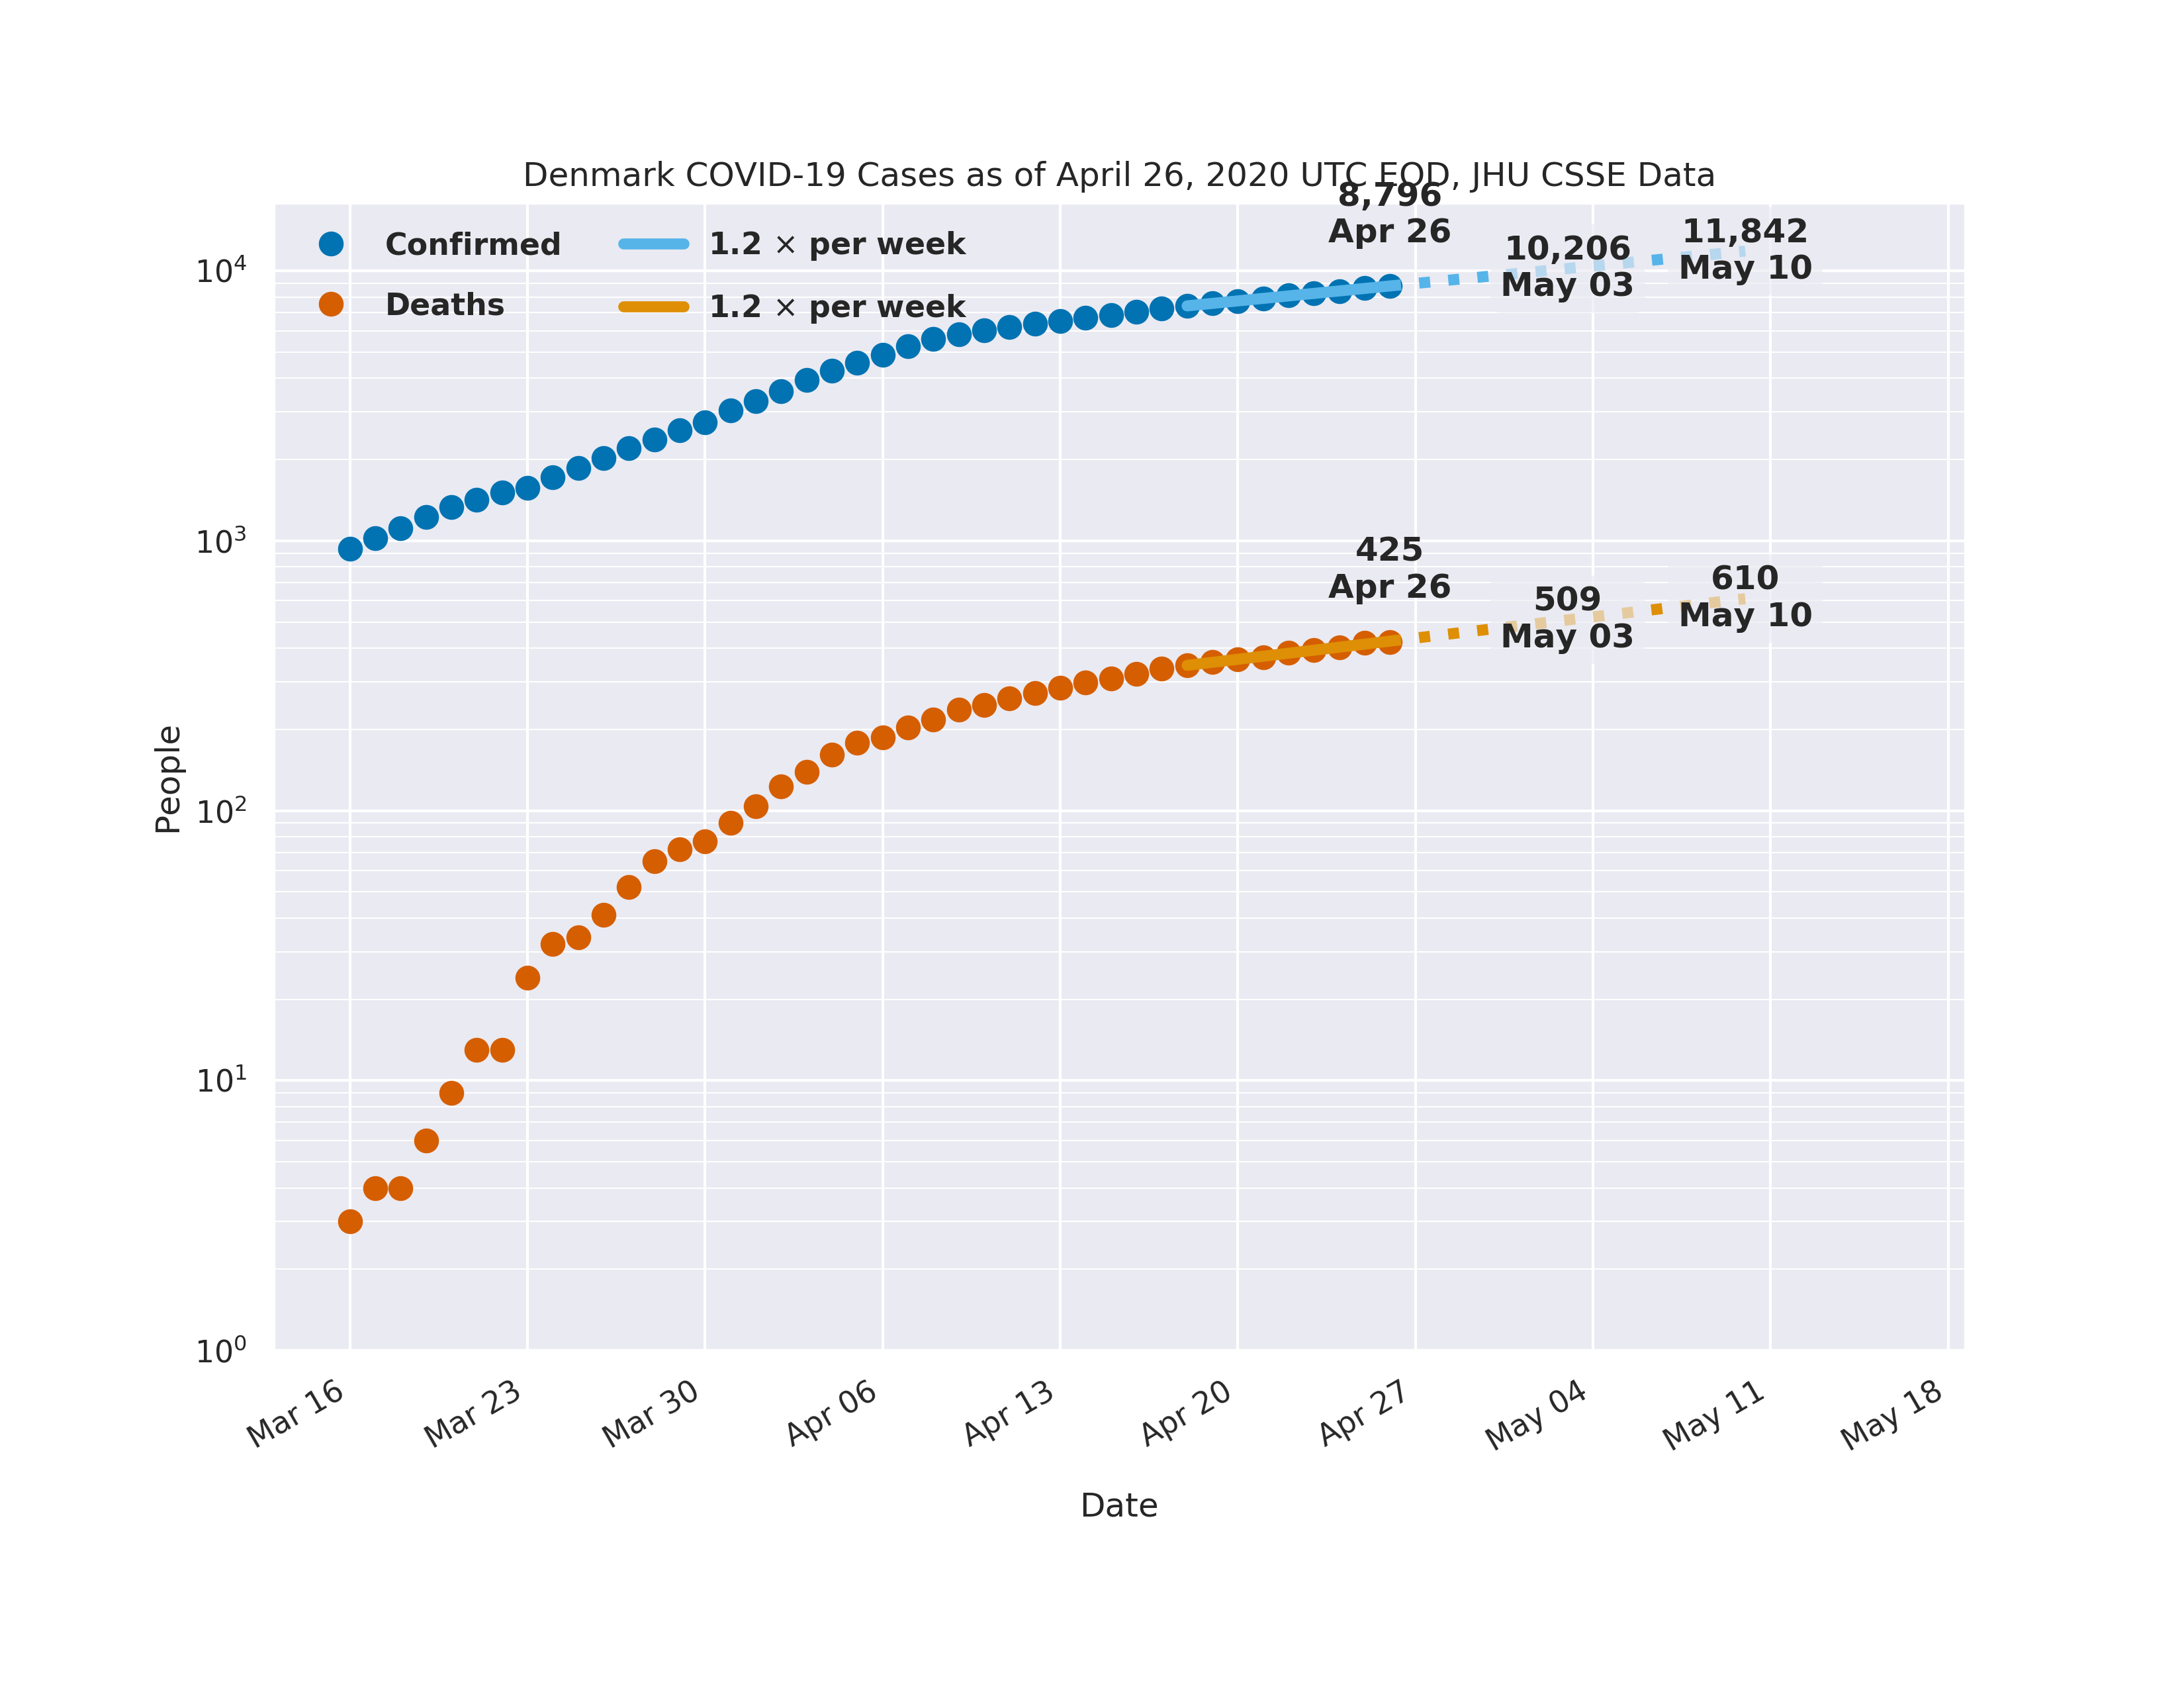 Denmark COVID-19 Cases as of April 26, 2020 UTC EOD, JHU CSSE Data
8,796
Apr 26
10,206
May 03
11,842
May 10
Confirmed
1.2 × per week
Deaths
1.2 × per week
425
Apr 26
509
May 03
610
May 10
People
10⁴
10³
10²
10¹
10⁰
Mar 16
Mar 23
Mar 30
Apr 06
Apr 13
Apr 20
Apr 27
May 04
May 11
May 18
Date